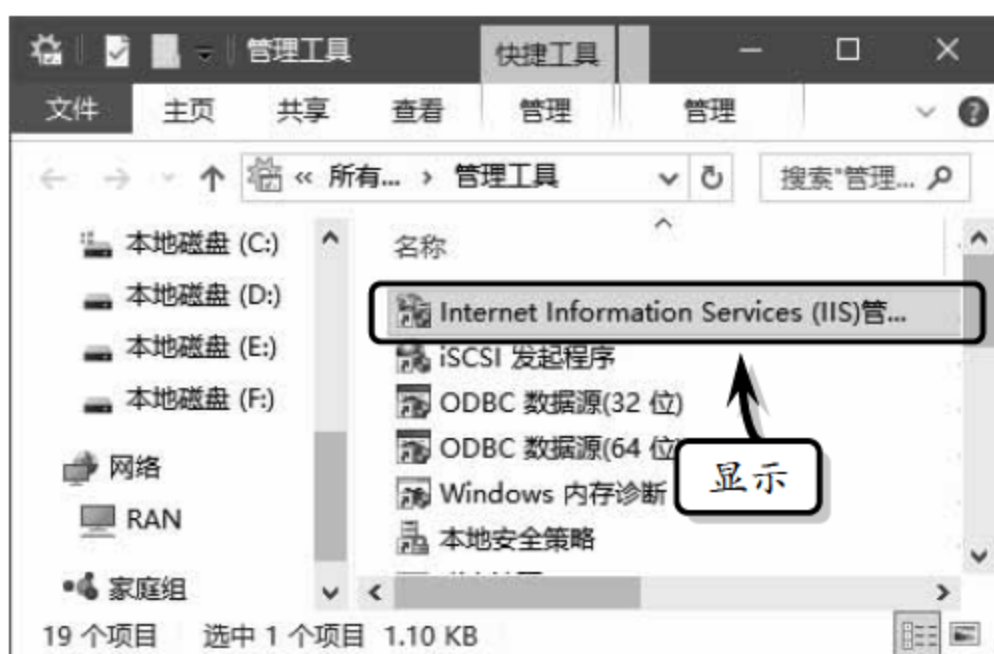 管理工具
快捷工具
文件 主页 共享 查看 管理 管理
« 所有... › 管理工具
搜索"管理...
本地磁盘 (C:)
本地磁盘 (D:)
本地磁盘 (E:)
本地磁盘 (F:)
网络
RAN
家庭组
名称
Internet Information Services (IIS)管...
iSCSI 发起程序
ODBC 数据源(32 位)
ODBC 数据源(64 位
Windows 内存诊断
本地安全策略
显示
19 个项目 选中 1 个项目 1.10 KB